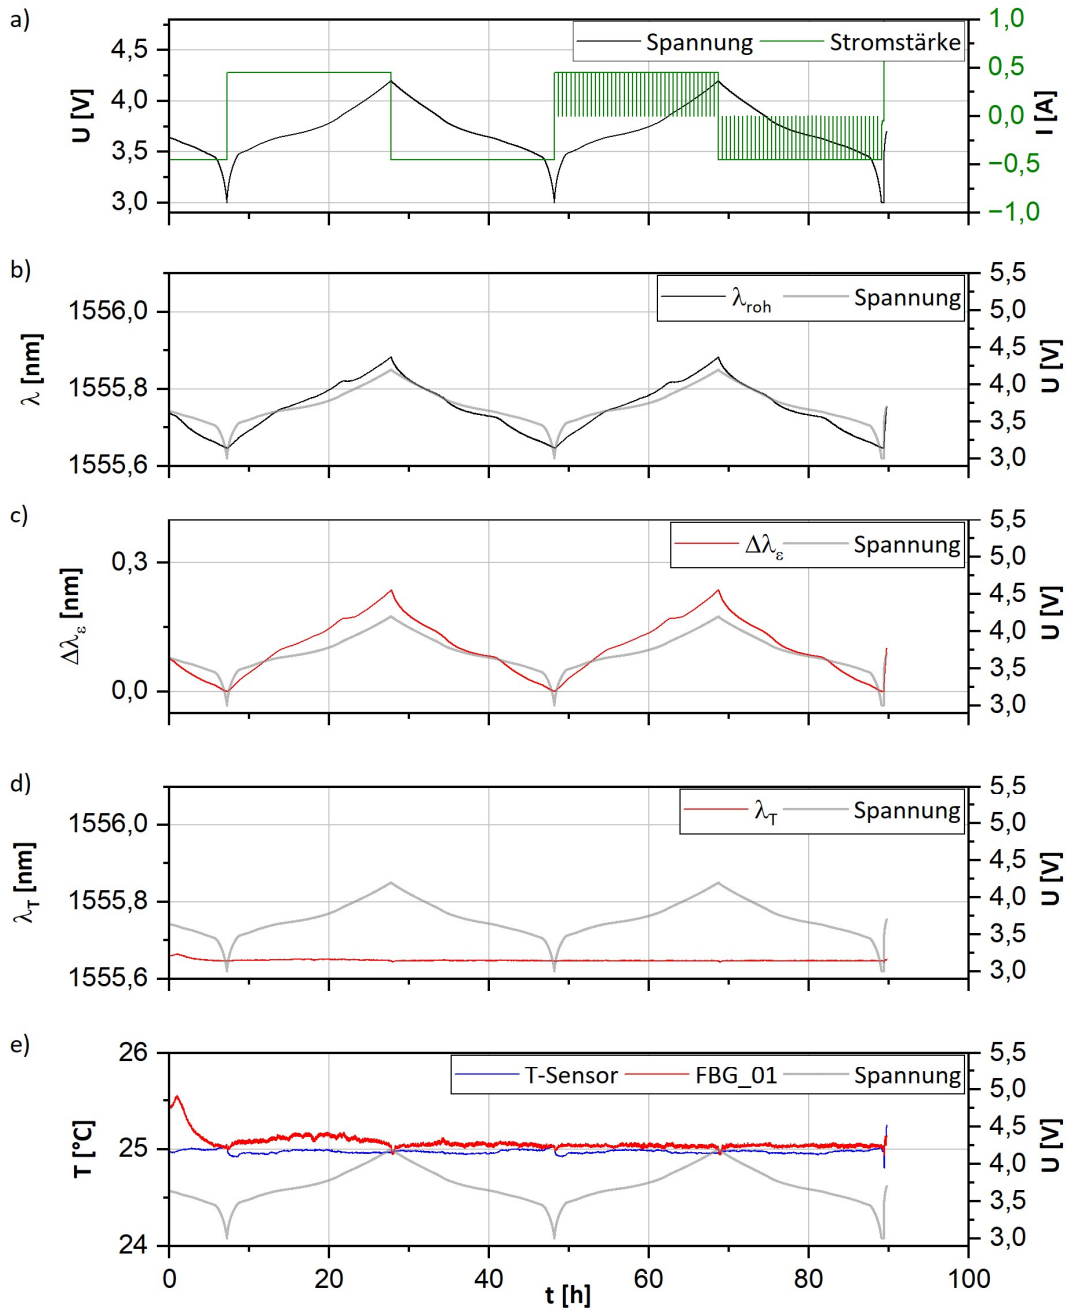 a)
Spannung Stromstärke
U [V]
4,5
4,0
3,5
3,0
1,0
0,5
0,0
−0,5
−1,0
I [A]
b)
λroh Spannung
λ [nm]
1556,0
1555,8
1555,6
5,5
5,0
4,5
4,0
3,5
3,0
U [V]
c)
Δλε Spannung
Δλε [nm]
0,3
0,0
5,5
5,0
4,5
4,0
3,5
3,0
U [V]
d)
λT Spannung
λT [nm]
1556,0
1555,8
1555,6
5,5
5,0
4,5
4,0
3,5
3,0
U [V]
e)
T-Sensor FBG_01 Spannung
T [°C]
26
25
24
5,5
5,0
4,5
4,0
3,5
3,0
U [V]
0 20 40 60 80 100
t [h]